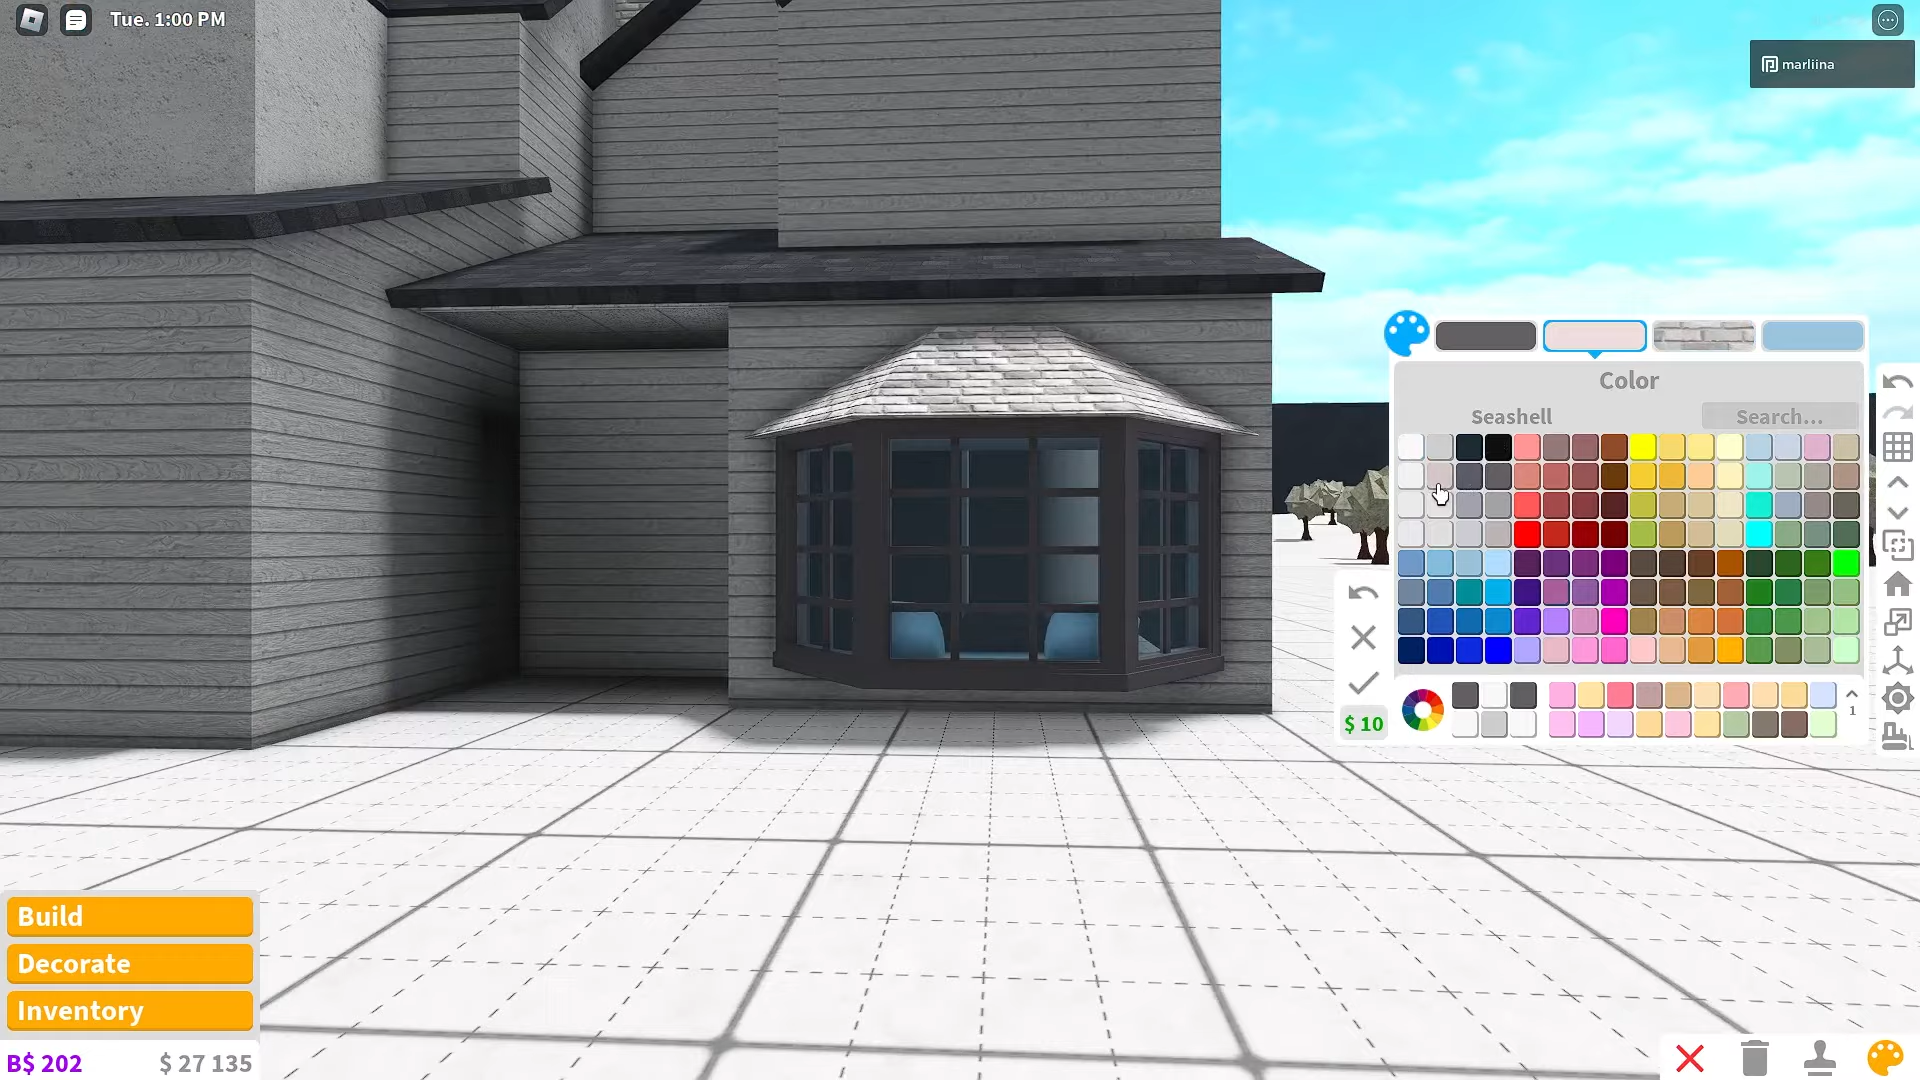 Tue. 1:00 PM
marliina
Color
Seashell
Search...
$ 10
1
Build
Decorate
Inventory
B$ 202
$ 27 135